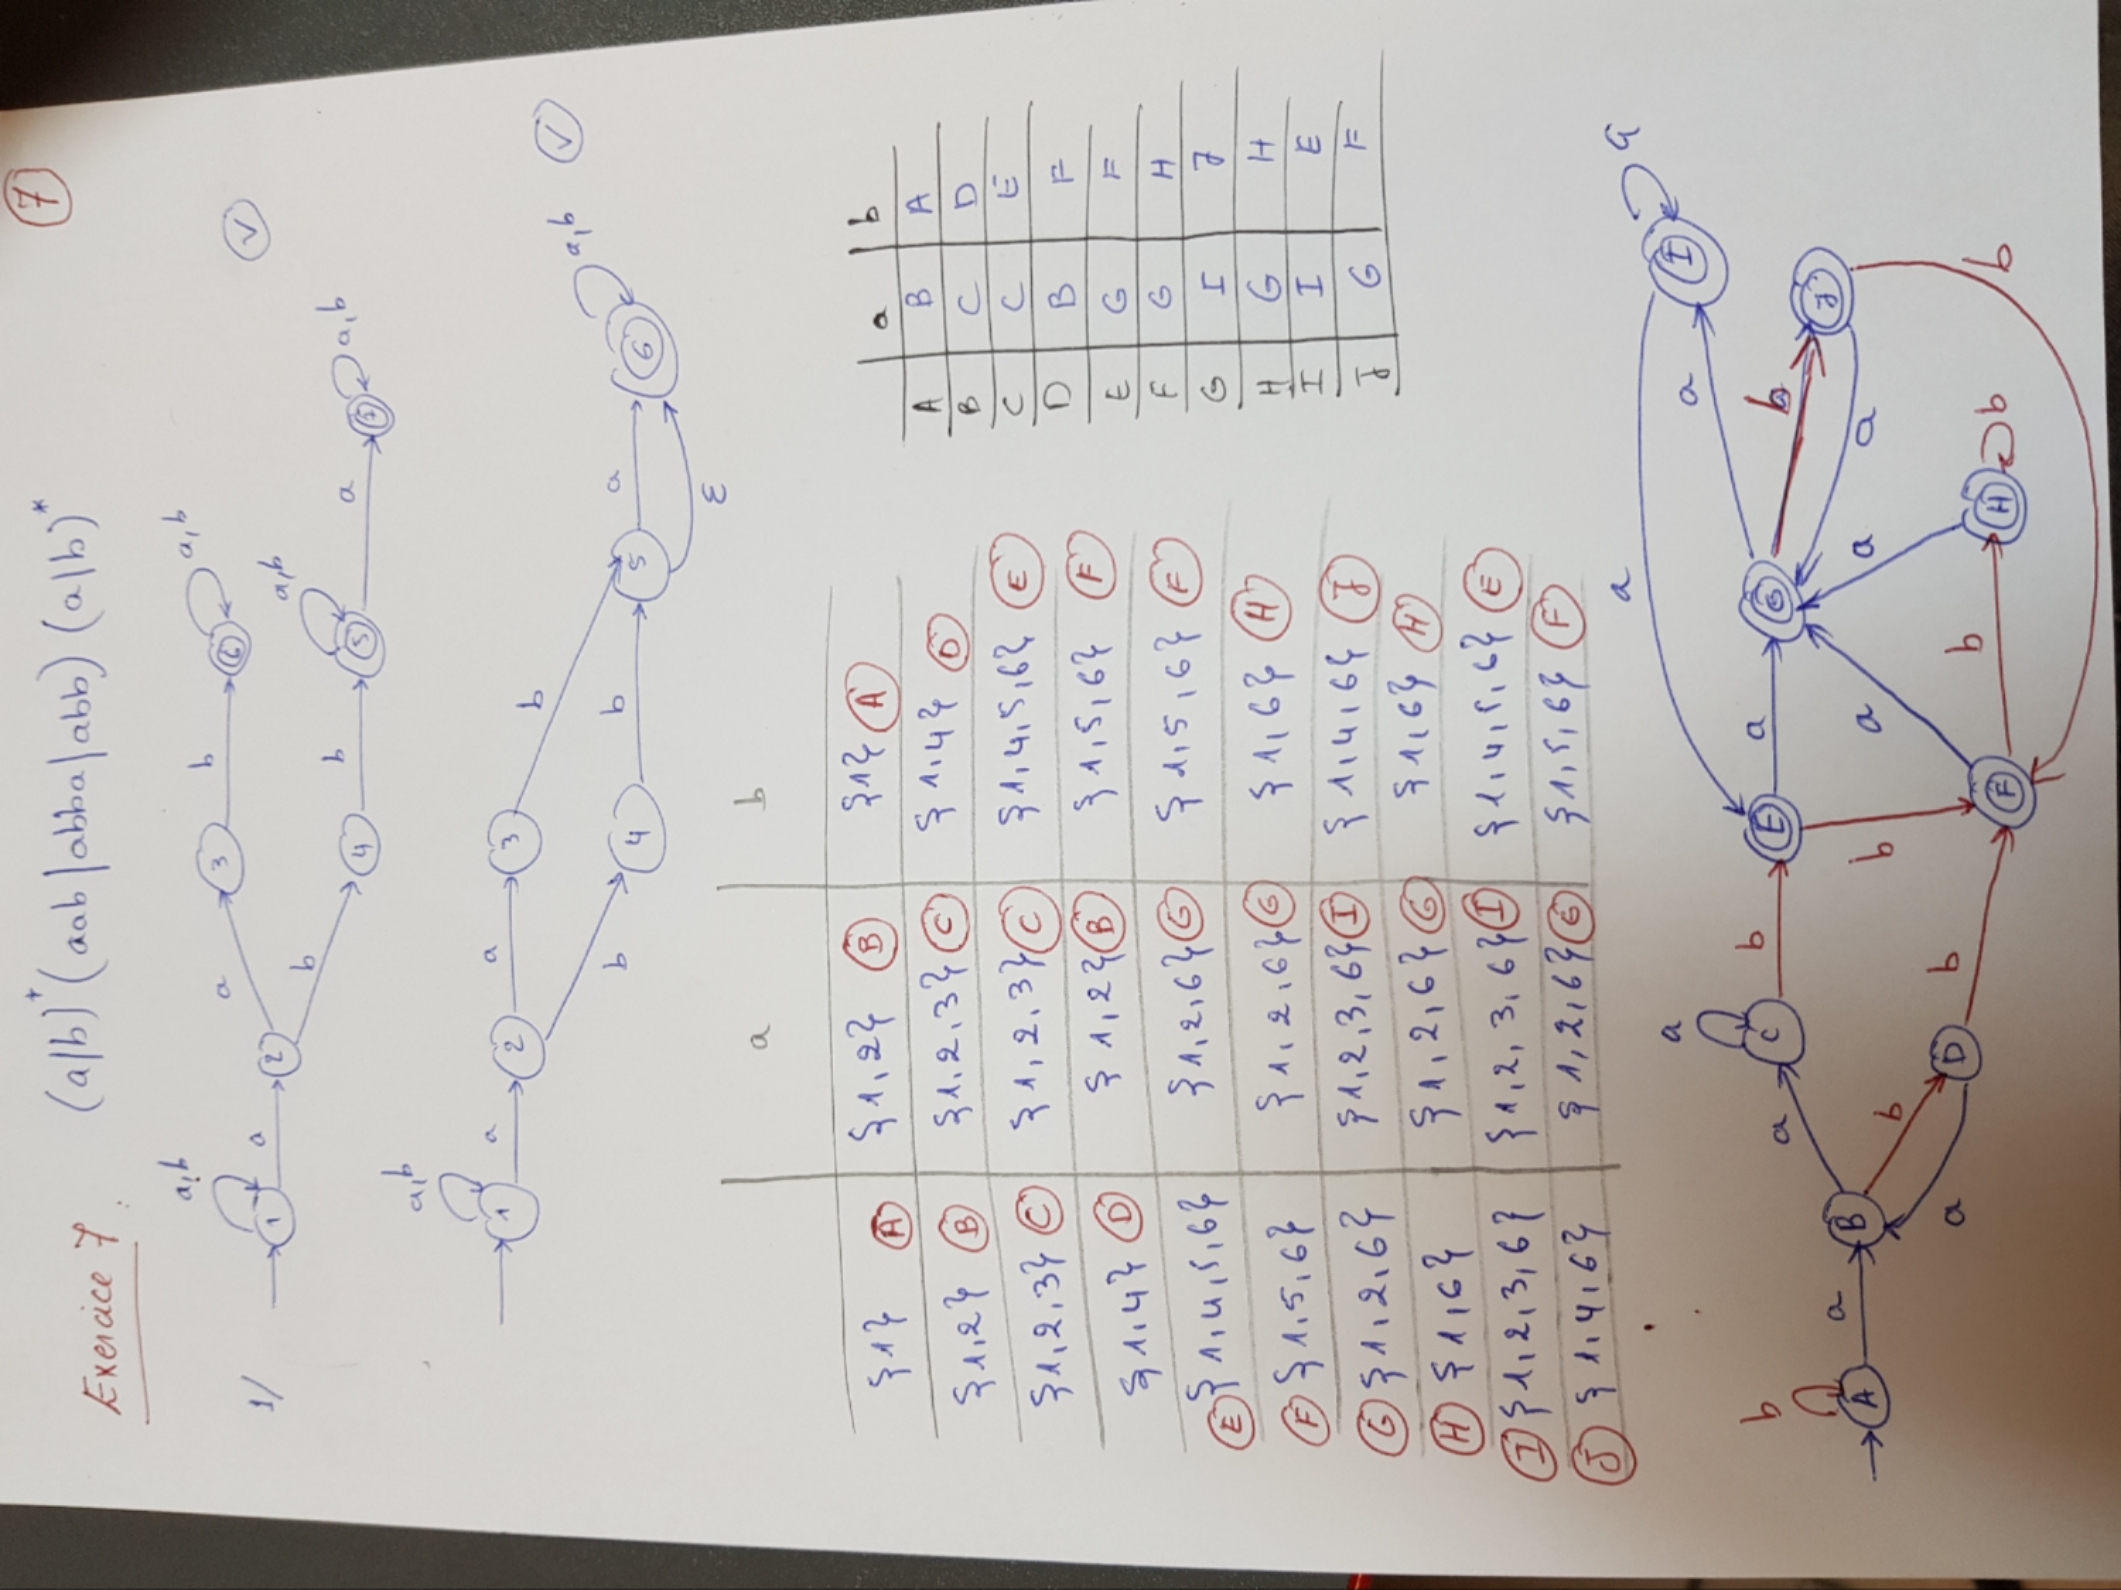 7
Exercice 7 :
(a|b)⁺ (aab|abba|abb) (a|b)*
1/
a,b a a b a,b
1 2 3 6
b b a,b a a,b
4 5 7
✓
a,b a a b
1 2 3 5 a 6 a,b
b b ε
4
✓
a b
{1} A {1,2} B {1} A
{1,2} B {1,2,3} C {1,4} D
{1,2,3} C {1,2,3} C {1,4,5,6} E
{1,4} D {1,2} B {1,5,6} F
E {1,4,5,6} {1,2,6} G {1,5,6} F
F {1,5,6} {1,2,6} G {1,6} H
G {1,2,6} {1,2,3,6} I {1,4,6} J
H {1,6} {1,2,6} G {1,6} H
I {1,2,3,6} {1,2,3,6} I {1,4,5,6} E
J {1,4,6} {1,2,6} G {1,5,6} F
a b
A B A
B C D
C C E
D B F
E G F
F G H
G I J
H G H
I I E
J G F
b a a a b a
A B C E G I
b a b b a b a b
D F H J
a a b b b a